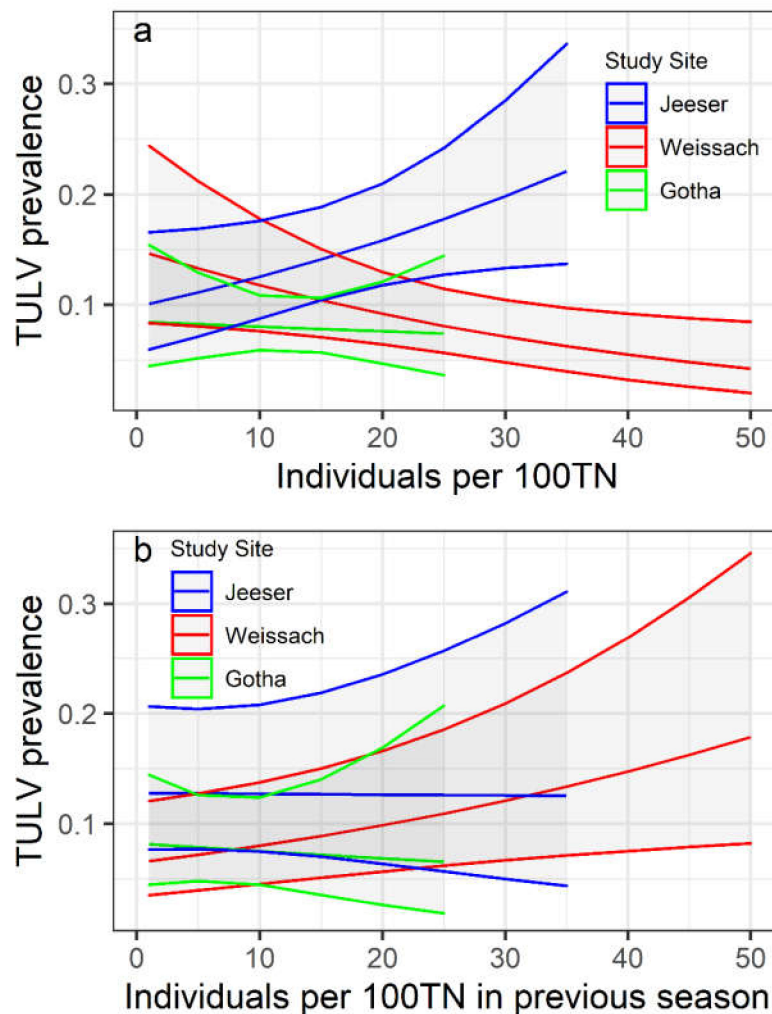 a
Study Site
Jeeser
Weissach
Gotha
0.3
0.2
0.1
TULV prevalence
0 10 20 30 40 50
Individuals per 100TN
b
Study Site
Jeeser
Weissach
Gotha
0.3
0.2
0.1
TULV prevalence
0 10 20 30 40 50
Individuals per 100TN in previous season